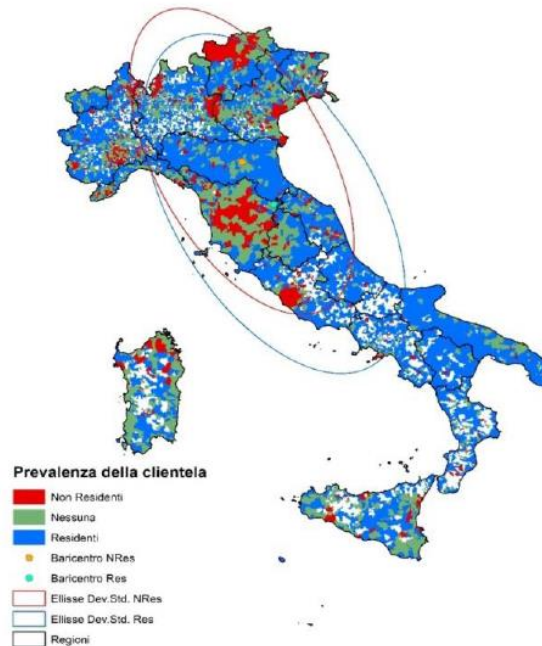 Prevalenza della clientela
Non Residenti
Nessuna
Residenti
Baricentro NRes
Baricentro Res
Ellisse Dev.Std. NRes
Ellisse Dev.Std. Res
Regioni